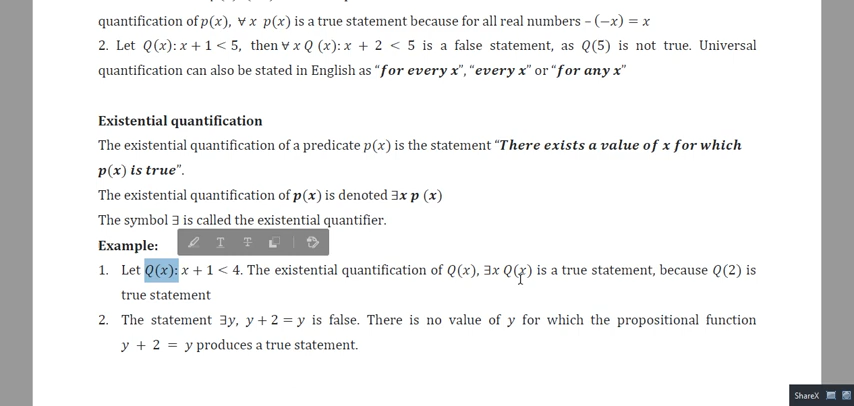 quantification of p(x), ∀ x p(x) is a true statement because for all real numbers – (−x) = x
2. Let Q(x): x + 1 < 5, then ∀ x Q (x): x + 2 < 5 is a false statement, as Q(5) is not true. Universal
quantification can also be stated in English as “for every x”, “every x” or “for any x”
Existential quantification
The existential quantification of a predicate p(x) is the statement “There exists a value of x for which
p(x) is true”.
The existential quantification of p(x) is denoted ∃x p (x)
The symbol ∃ is called the existential quantifier.
Example:
1. Let Q(x): x + 1 < 4. The existential quantification of Q(x), ∃x Q(x) is a true statement, because Q(2) is
true statement
2. The statement ∃y, y + 2 = y is false. There is no value of y for which the propositional function
y + 2 = y produces a true statement.
ShareX